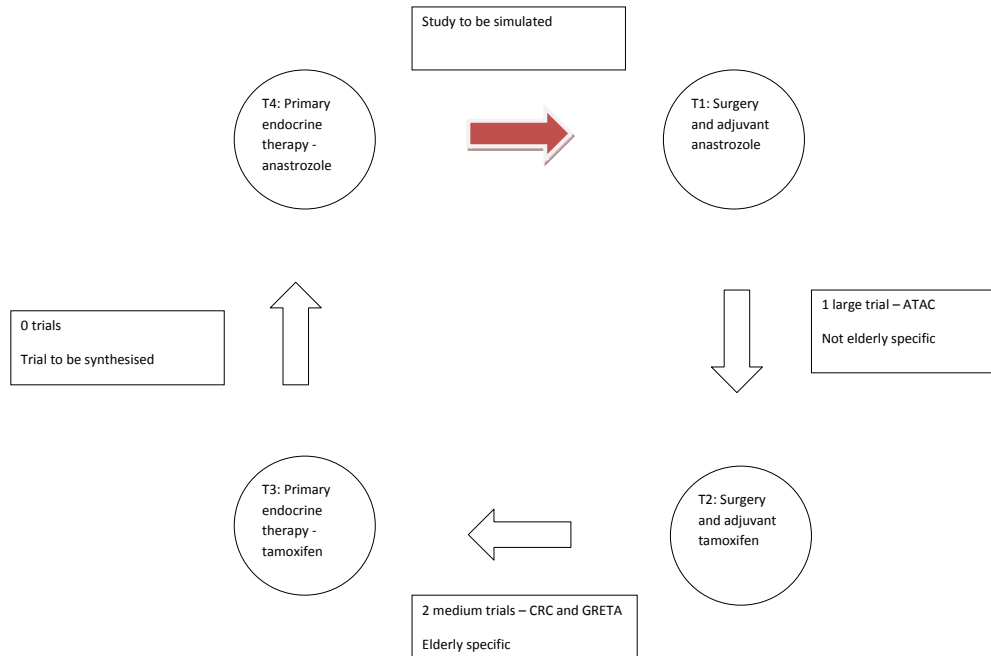 Study to be simulated
T4: Primary
endocrine
therapy -
anastrozole
T1: Surgery
and adjuvant
anastrozole
0 trials
Trial to be synthesised
1 large trial – ATAC
Not elderly specific
T3: Primary
endocrine
therapy -
tamoxifen
T2: Surgery
and adjuvant
tamoxifen
2 medium trials – CRC and GRETA
Elderly specific